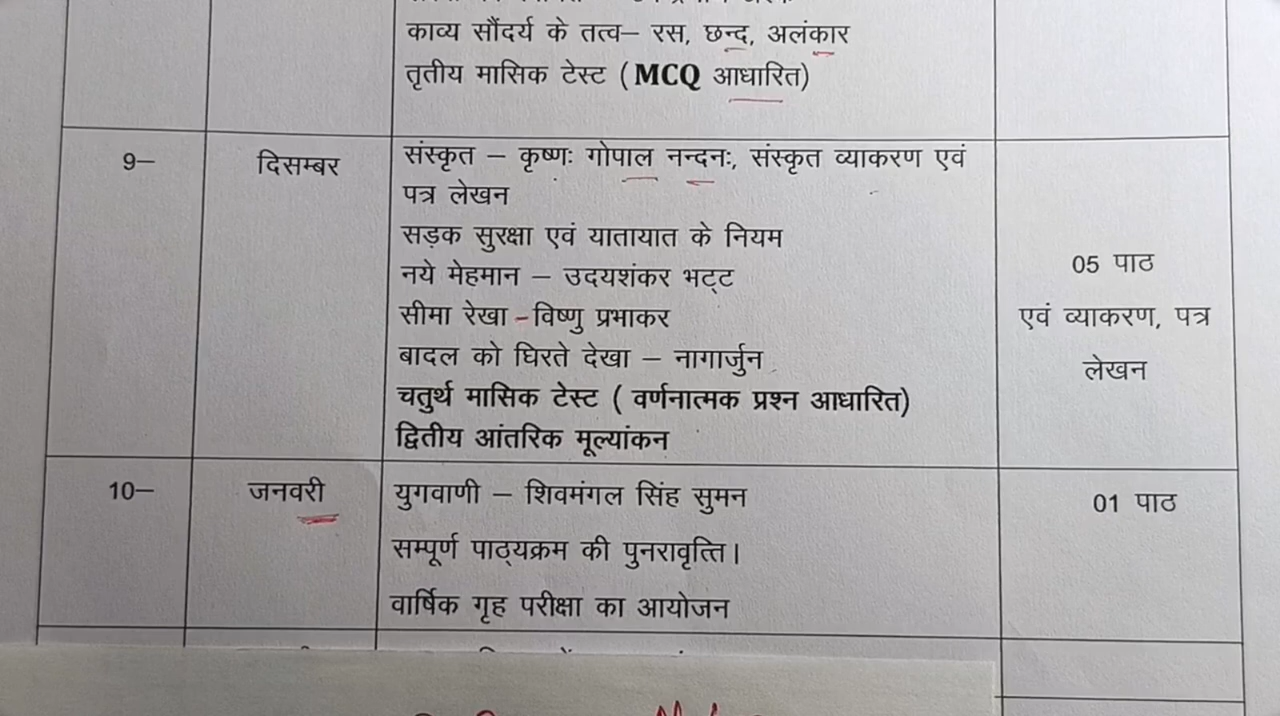 काव्य सौंदर्य के तत्व– रस, छन्द, अलंकार
तृतीय मासिक टेस्ट (MCQ आधारित)
9–
दिसम्बर
संस्कृत – कृष्णः गोपाल नन्दनः, संस्कृत व्याकरण एवं
पत्र लेखन
सड़क सुरक्षा एवं यातायात के नियम
नये मेहमान – उदयशंकर भट्ट
सीमा रेखा – विष्णु प्रभाकर
बादल को घिरते देखा – नागार्जुन
चतुर्थ मासिक टेस्ट ( वर्णनात्मक प्रश्न आधारित)
द्वितीय आंतरिक मूल्यांकन
05 पाठ
एवं व्याकरण, पत्र
लेखन
10–
जनवरी
युगवाणी – शिवमंगल सिंह सुमन
सम्पूर्ण पाठ्यक्रम की पुनरावृत्ति।
वार्षिक गृह परीक्षा का आयोजन
01 पाठ